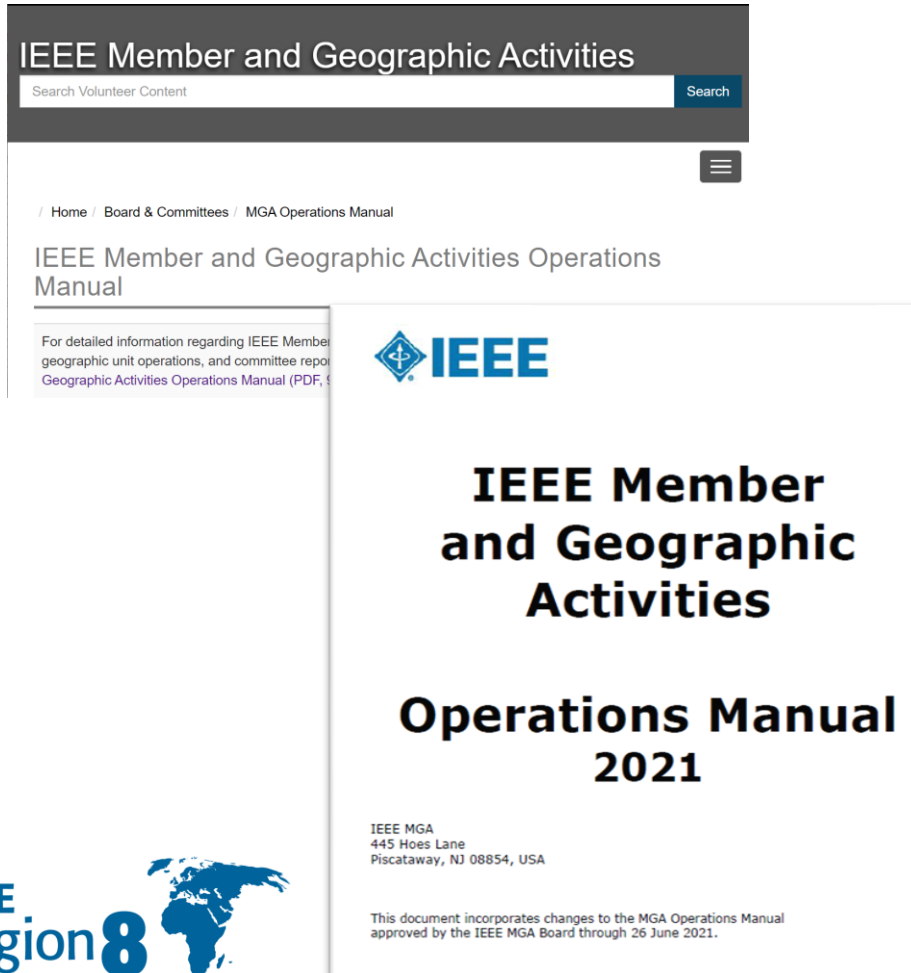 IEEE Member and Geographic Activities
Search Volunteer Content
Search
/ Home / Board & Committees / MGA Operations Manual
IEEE Member and Geographic Activities Operations
Manual
For detailed information regarding IEEE Member
geographic unit operations, and committee
Geographic Activities Operations Manual (PDF,
IEEE
IEEE Member
and Geographic
Activities
Operations Manual
2021
IEEE MGA
445 Hoes Lane
Piscataway, NJ 08854, USA
This document incorporates changes to the MGA Operations Manual
approved by the IEEE MGA Board through 26 June 2021.
E
gion8